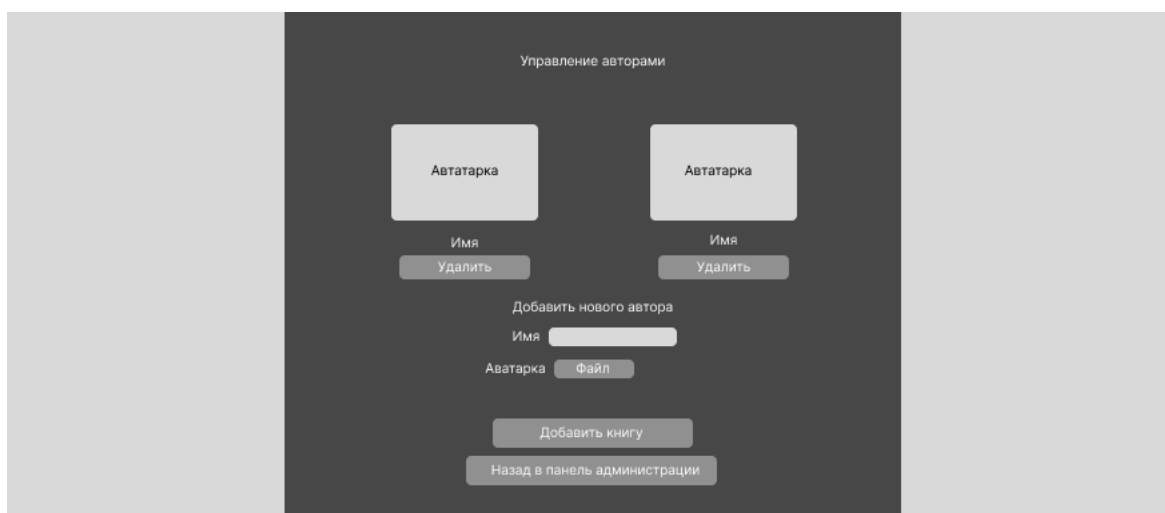 Управление авторами
Автатарка
Автатарка
Имя
Имя
Удалить
Удалить
Добавить нового автора
Имя
Аватарка
Файл
Добавить книгу
Назад в панель администрации